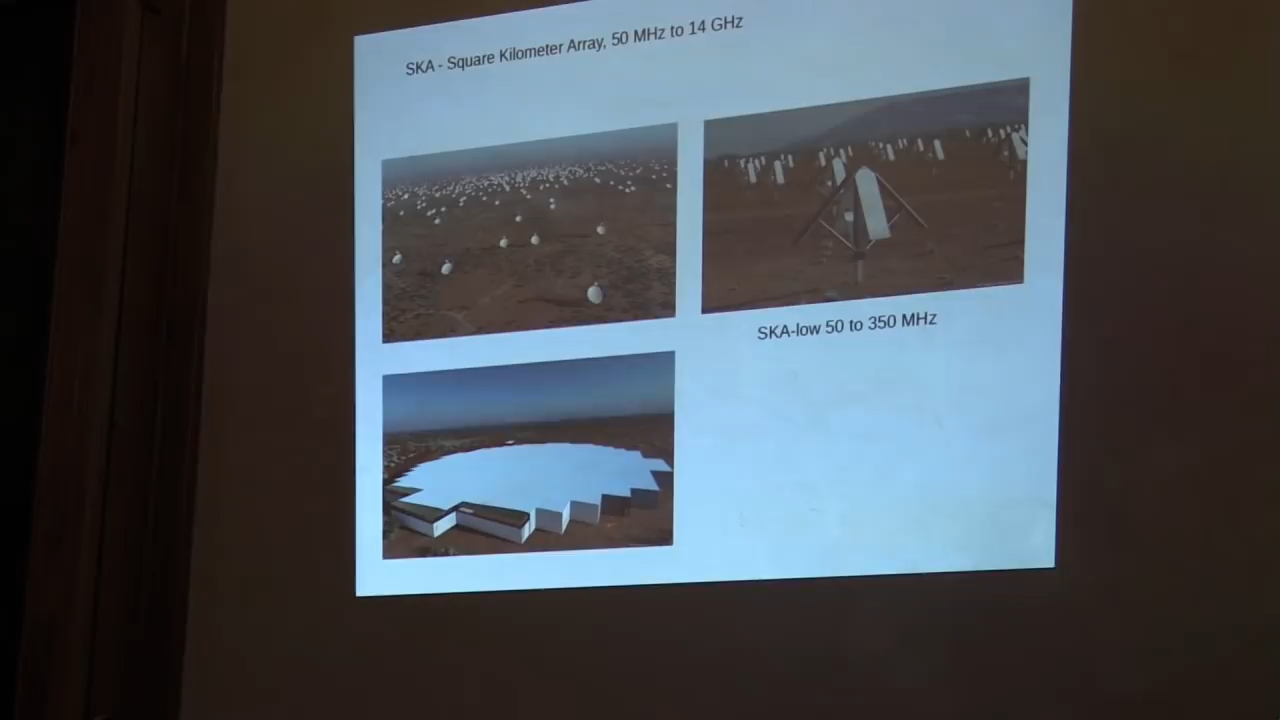 SKA - Square Kilometer Array, 50 MHz to 14 GHz
SKA-low 50 to 350 MHz